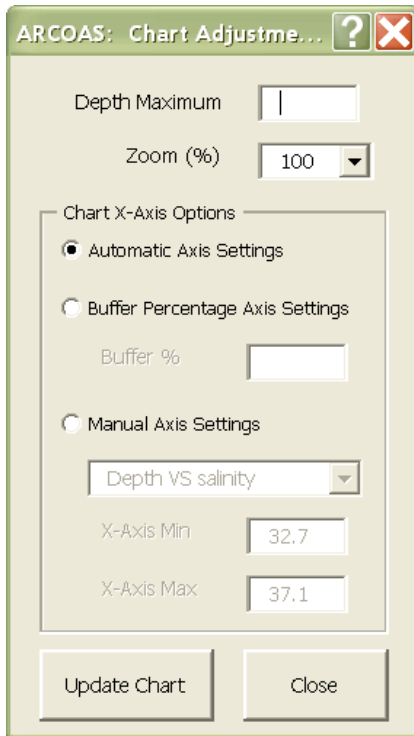 ARCOAS: Chart Adjustme...
Depth Maximum
Zoom (%) 100
Chart X-Axis Options
Automatic Axis Settings
Buffer Percentage Axis Settings
Buffer %
Manual Axis Settings
Depth VS salinity
X-Axis Min 32.7
X-Axis Max 37.1
Update Chart Close